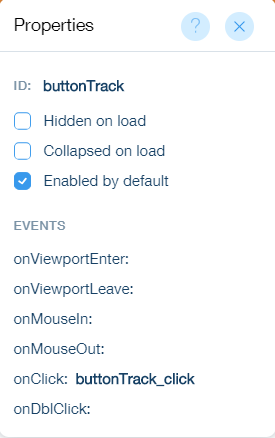 Properties
?
ID: buttonTrack
Hidden on load
Collapsed on load
Enabled by default
EVENTS
onViewportEnter:
onViewportLeave:
onMouseIn:
onMouseOut:
onClick: buttonTrack_click
onDblClick: